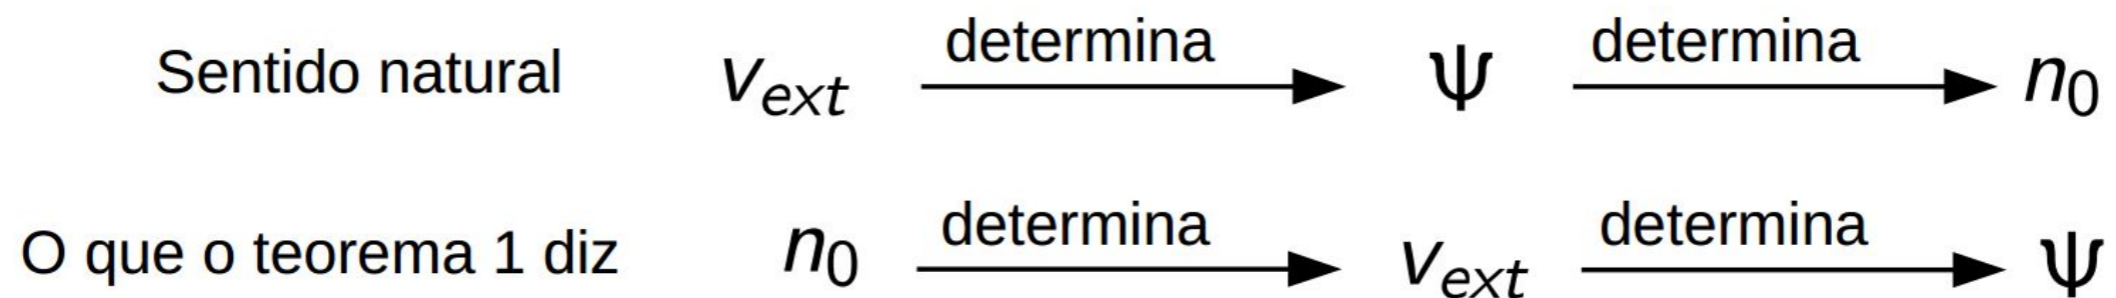 Sentido natural v_ext determina ψ determina n_0
O que o teorema 1 diz n_0 determina v_ext determina ψ